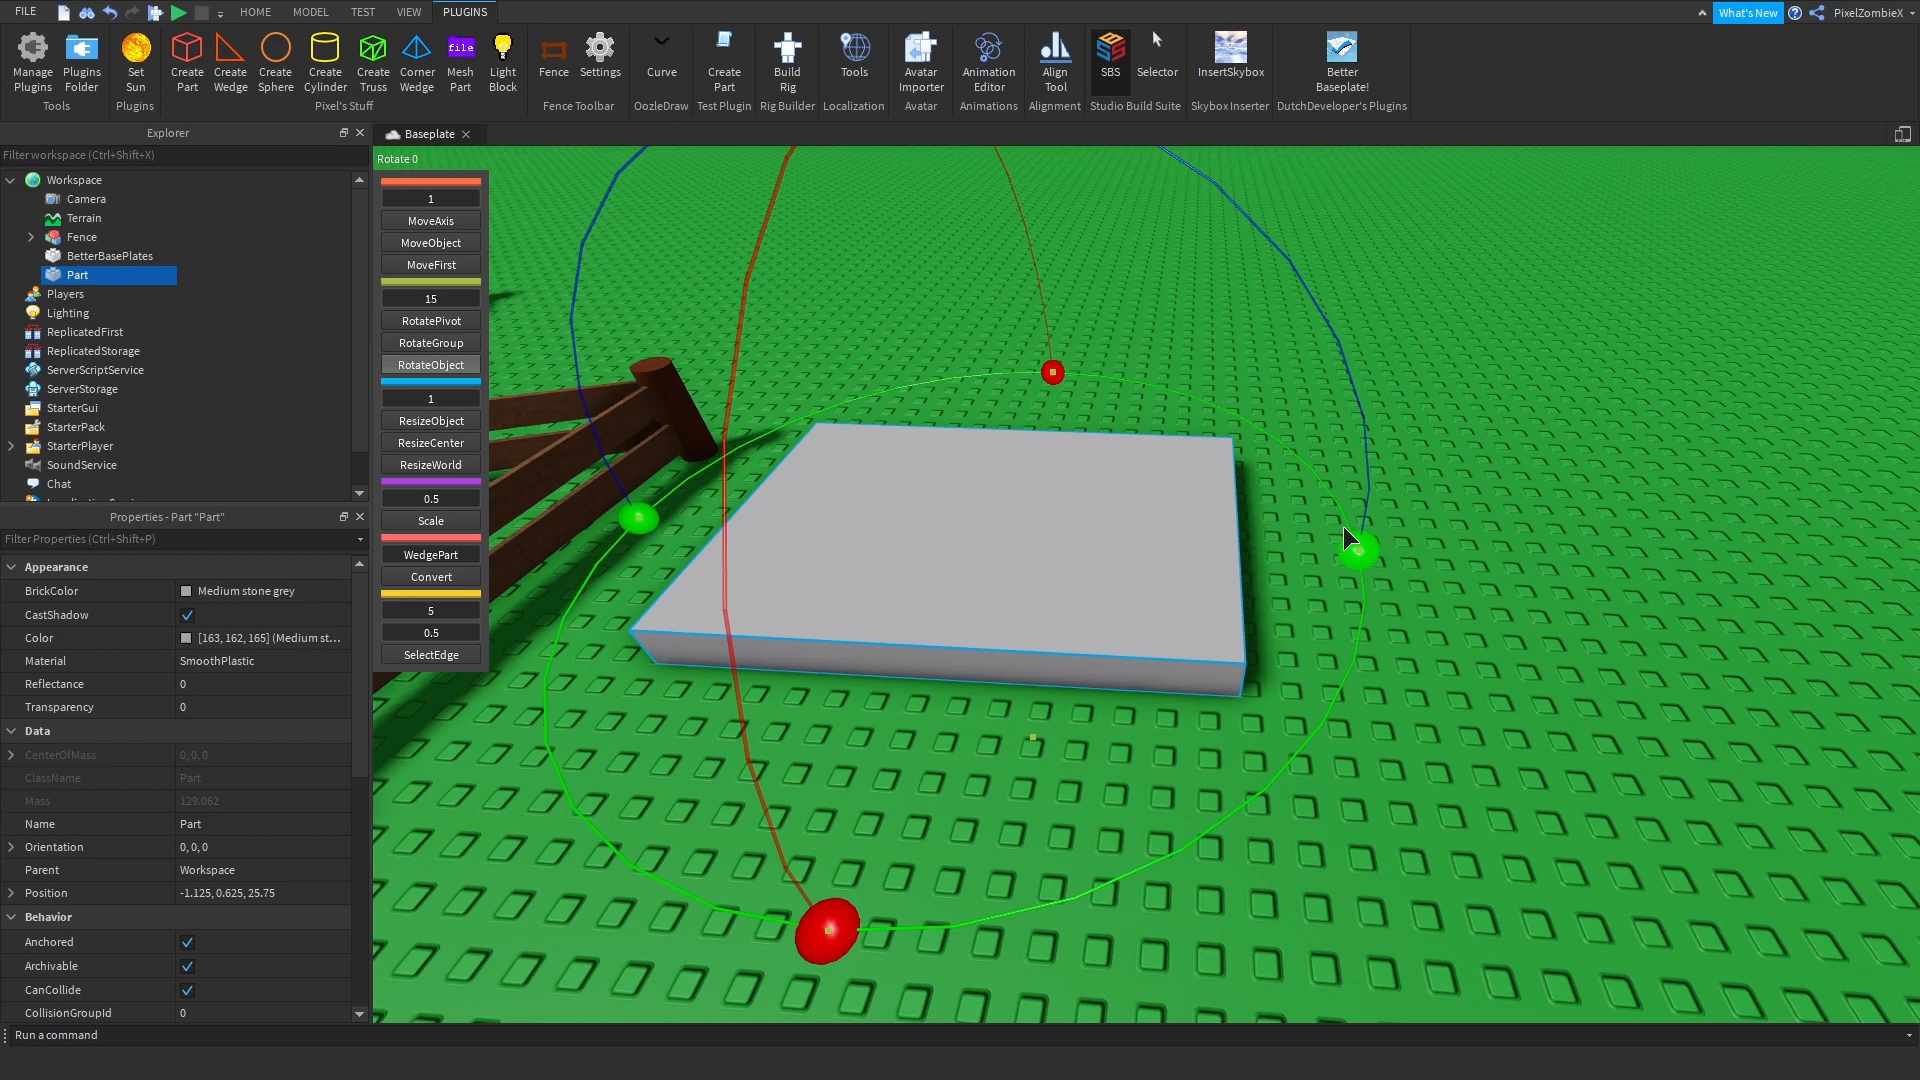 FILE HOME MODEL TEST VIEW PLUGINS What's New PixelZombieX
Manage Plugins
Plugins Folder
Tools
Set Sun
Plugins
Create Part
Create Wedge
Create Sphere
Create Cylinder
Create Truss
Corner Wedge
file
Mesh Part
Light Block
Pixel's Stuff
Fence
Settings
Fence Toolbar
Curve
OozleDraw
Create Part
Test Plugin
Build Rig
Rig Builder
Tools
Localization
Avatar Importer
Avatar
Animation Editor
Animations
Align Tool
Alignment
SBS
Selector
Studio Build Suite
InsertSkybox
Skybox Inserter
Better Baseplate!
DutchDeveloper's Plugins
Explorer
Filter workspace (Ctrl+Shift+X)
Workspace
Camera
Terrain
Fence
BetterBasePlates
Part
Players
Lighting
ReplicatedFirst
ReplicatedStorage
ServerScriptService
ServerStorage
StarterGui
StarterPack
StarterPlayer
SoundService
Chat
Properties - Part "Part"
Filter Properties (Ctrl+Shift+P)
Appearance
BrickColor Medium stone grey
CastShadow
Color [163, 162, 165] (Medium st...
Material SmoothPlastic
Reflectance 0
Transparency 0
Data
CenterOfMass 0, 0, 0
ClassName Part
Mass 129.062
Name Part
Orientation 0, 0, 0
Parent Workspace
Position -1.125, 0.625, 25.75
Behavior
Anchored
Archivable
CanCollide
CollisionGroupId 0
Baseplate
Rotate 0
1
MoveAxis
MoveObject
MoveFirst
15
RotatePivot
RotateGroup
RotateObject
1
ResizeObject
ResizeCenter
ResizeWorld
0.5
Scale
WedgePart
Convert
5
0.5
SelectEdge
Run a command